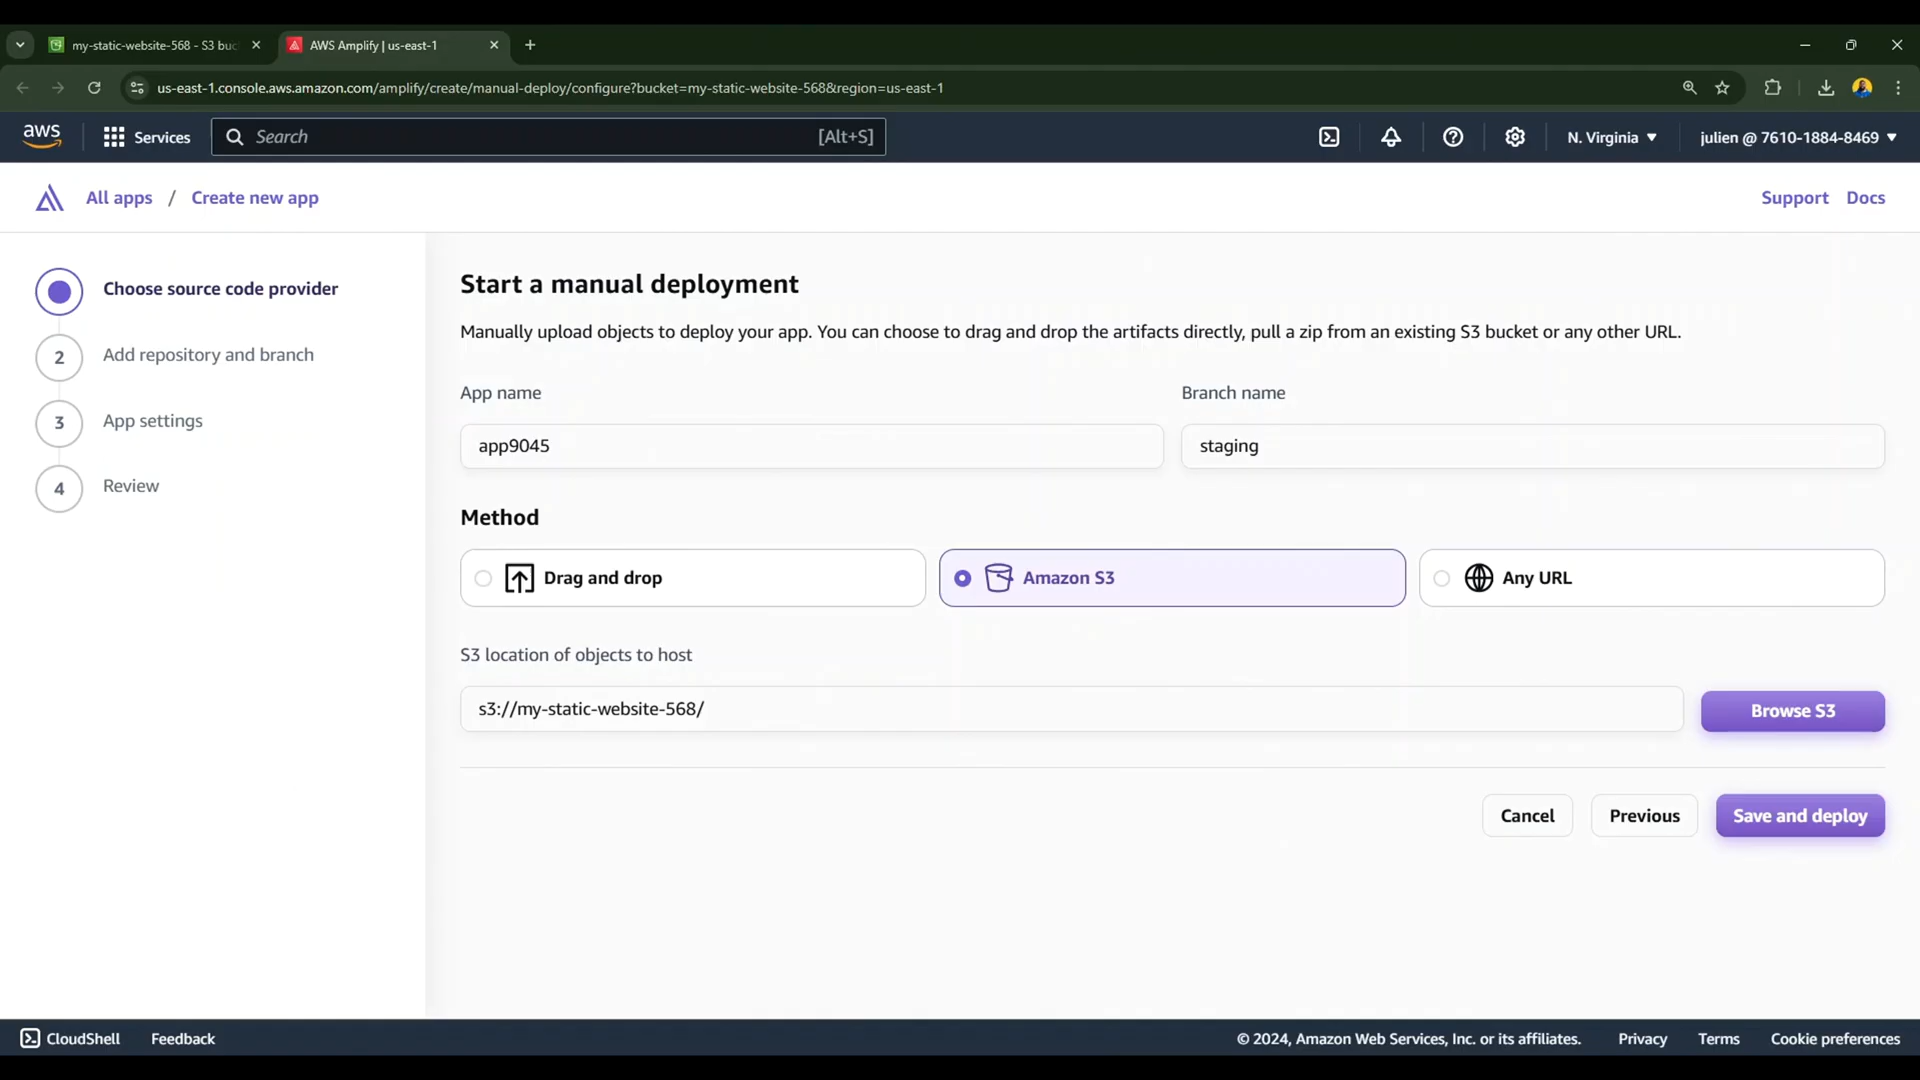 my-static-website-568 - S3 buc
AWS Amplify | us-east-1
us-east-1.console.aws.amazon.com/amplify/create/manual-deploy/configure?bucket=my-static-website-568&region=us-east-1
aws
Services
Search
[Alt+S]
N. Virginia
julien @ 7610-1884-8469
All apps / Create new app
Support
Docs
Choose source code provider
2
Add repository and branch
3
App settings
4
Review
Start a manual deployment
Manually upload objects to deploy your app. You can choose to drag and drop the artifacts directly, pull a zip from an existing S3 bucket or any other URL.
App name
Branch name
app9045
staging
Method
Drag and drop
Amazon S3
Any URL
S3 location of objects to host
s3://my-static-website-568/
Browse S3
Cancel
Previous
Save and deploy
CloudShell
Feedback
© 2024, Amazon Web Services, Inc. or its affiliates.
Privacy
Terms
Cookie preferences